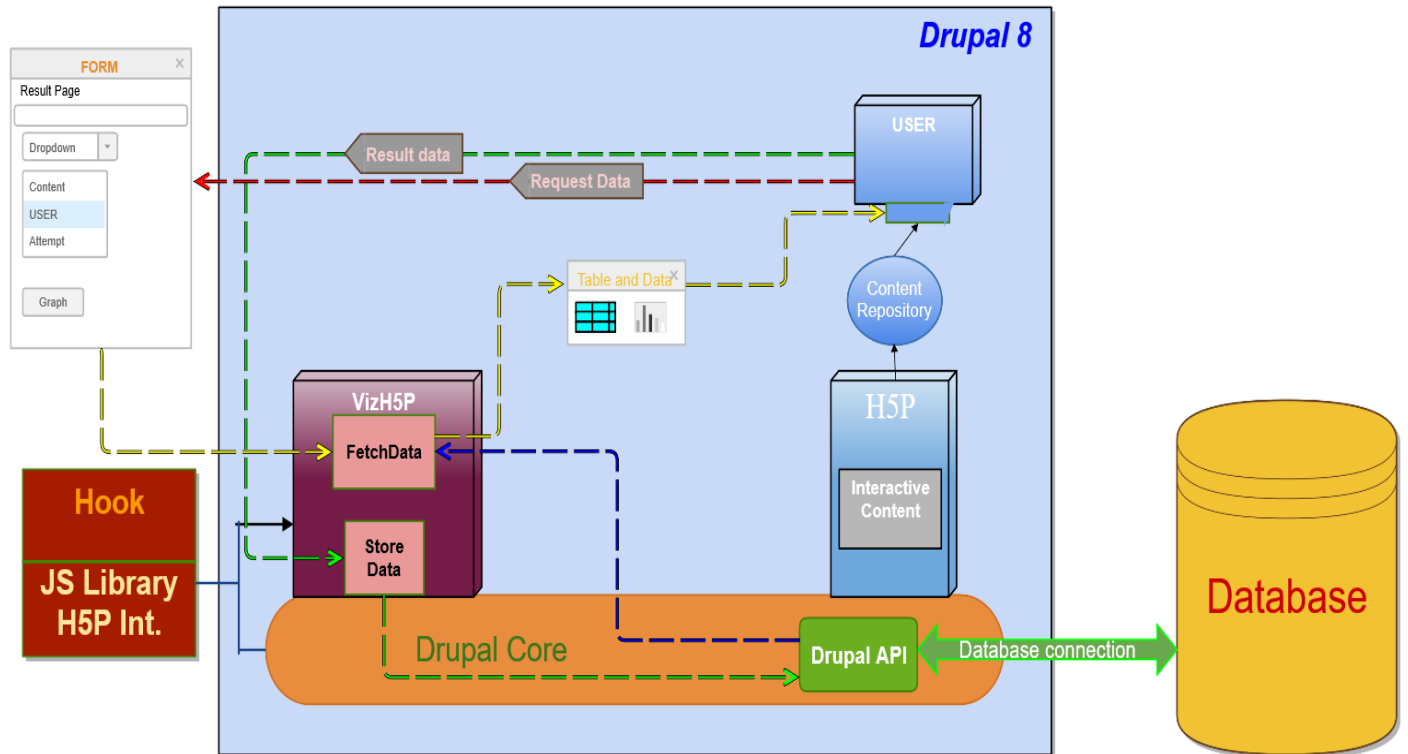 Drupal 8
FORM
×
Result Page
Dropdown
Content
USER
Attempt
Graph
USER
Result data
Request Data
Table and Data
×
Content
Repository
VizH5P
FetchData
Store
Data
H5P
Interactive
Content
Hook
JS Library
H5P Int.
Drupal Core
Drupal API
Database connection
Database